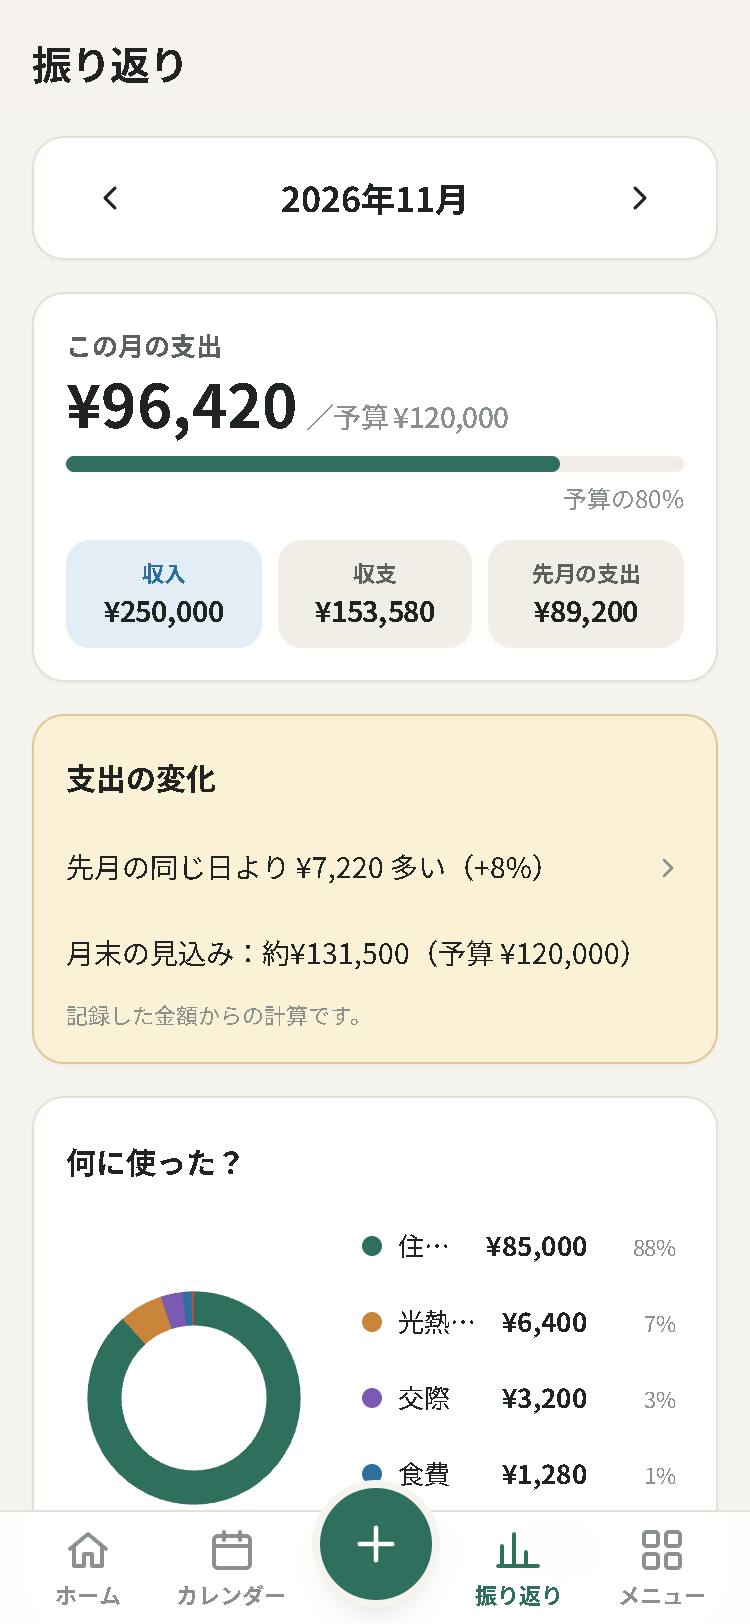 振り返り
2026年11月
この月の支出
¥96,420 ／予算 ¥120,000
予算の80%
収入 収支 先月の支出
¥250,000 ¥153,580 ¥89,200
支出の変化
先月の同じ日より ¥7,220 多い（+8%）
月末の見込み：約¥131,500（予算 ¥120,000）
記録した金額からの計算です。
何に使った？
住… ¥85,000 88%
光熱… ¥6,400 7%
交際 ¥3,200 3%
食費 ¥1,280 1%
ホーム カレンダー 振り返り メニュー